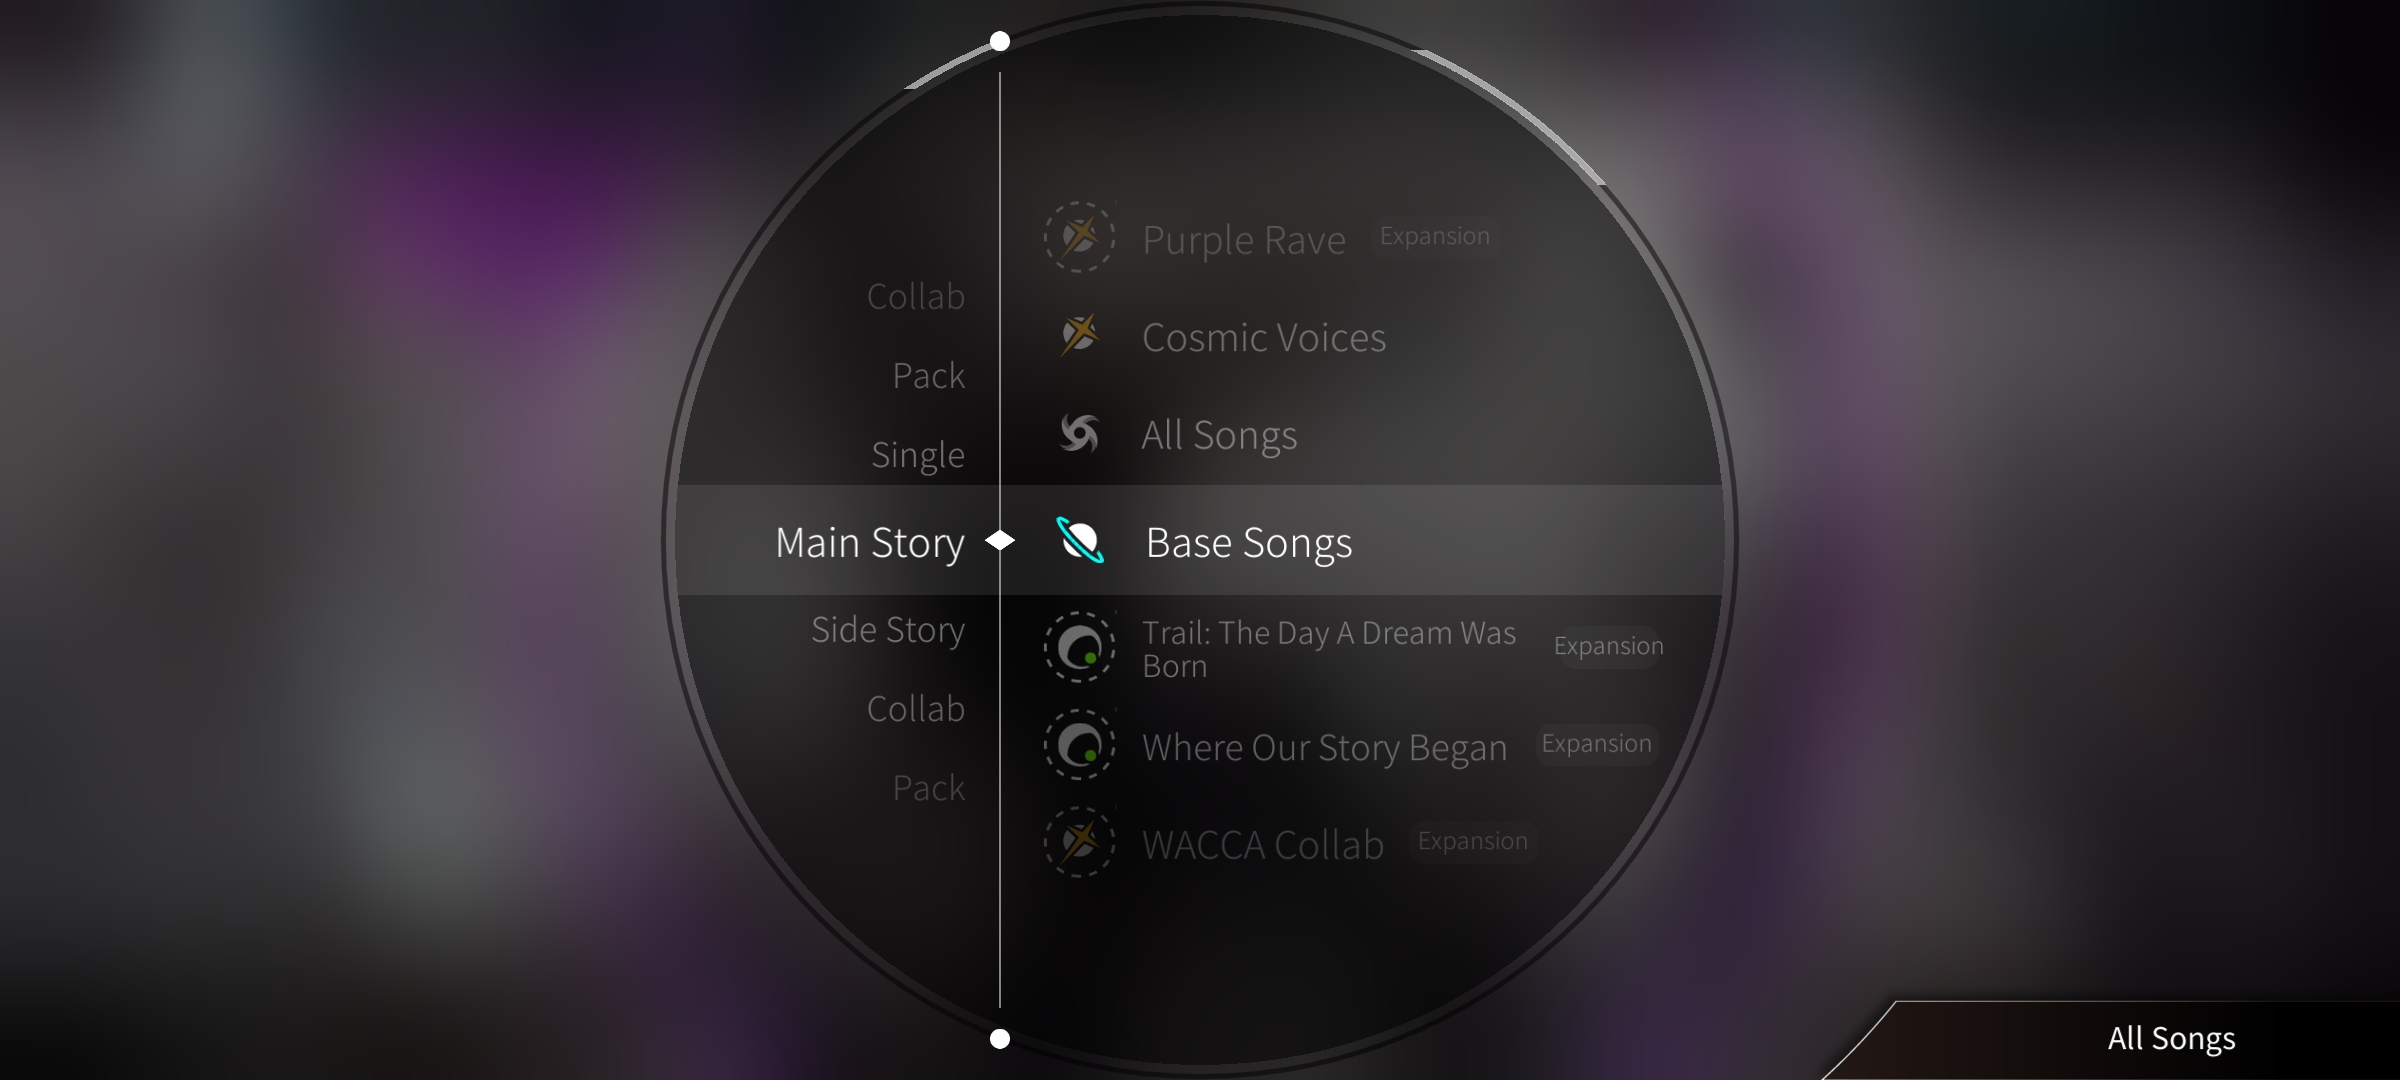 Collab
Pack
Single
Main Story
Side Story
Collab
Pack
Purple Rave Expansion
Cosmic Voices
All Songs
Base Songs
Trail: The Day A Dream Was
Born
Expansion
Where Our Story Began Expansion
WACCA Collab Expansion
All Songs